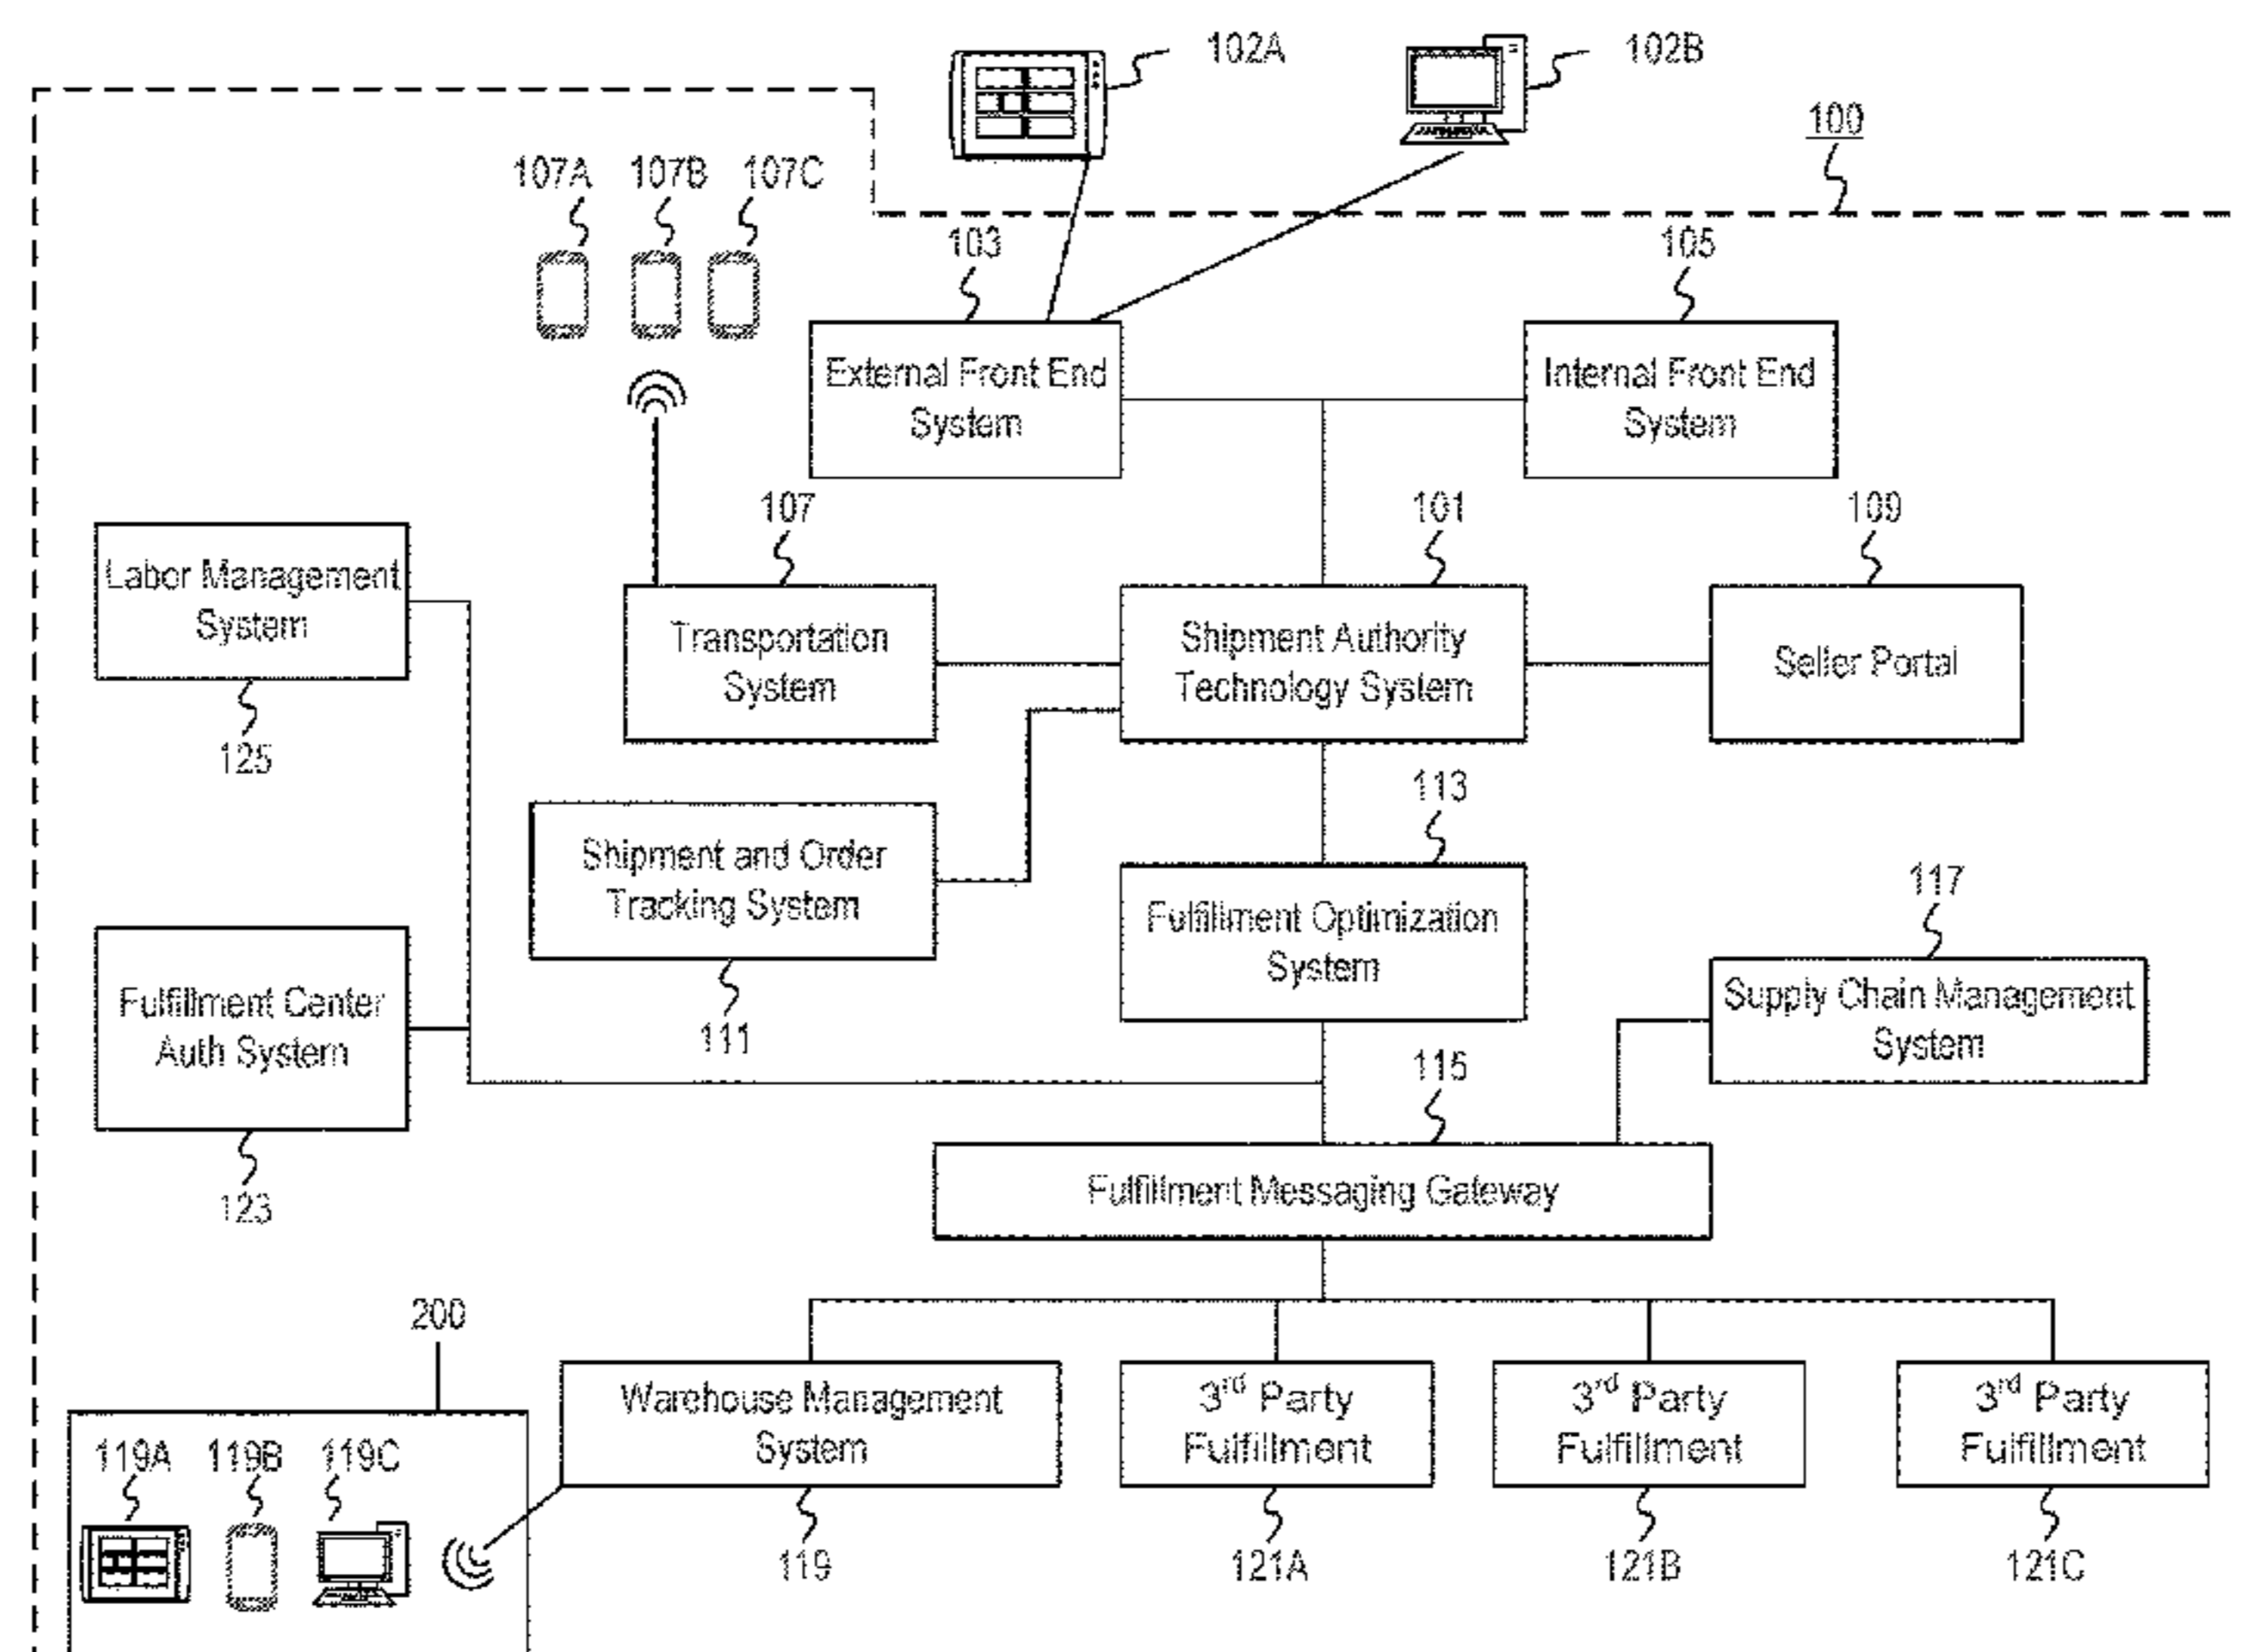 102A
102B
100
107A
107B
107C
103
105
External Front End
System
Internal Front End
System
107
101
109
Labor Management
System
Transportation
System
Shipment Authority
Technology System
Seller Portal
125
113
Shipment and Order
Tracking System
117
Fulfillment Optimization
System
Fulfillment Center
Auth System
Supply Chain Management
System
111
115
123
Fulfillment Messaging Gateway
200
Warehouse Management
System
3rd Party
Fulfillment
3rd Party
Fulfillment
3rd Party
Fulfillment
119A
119B
119C
119
121A
121B
121C